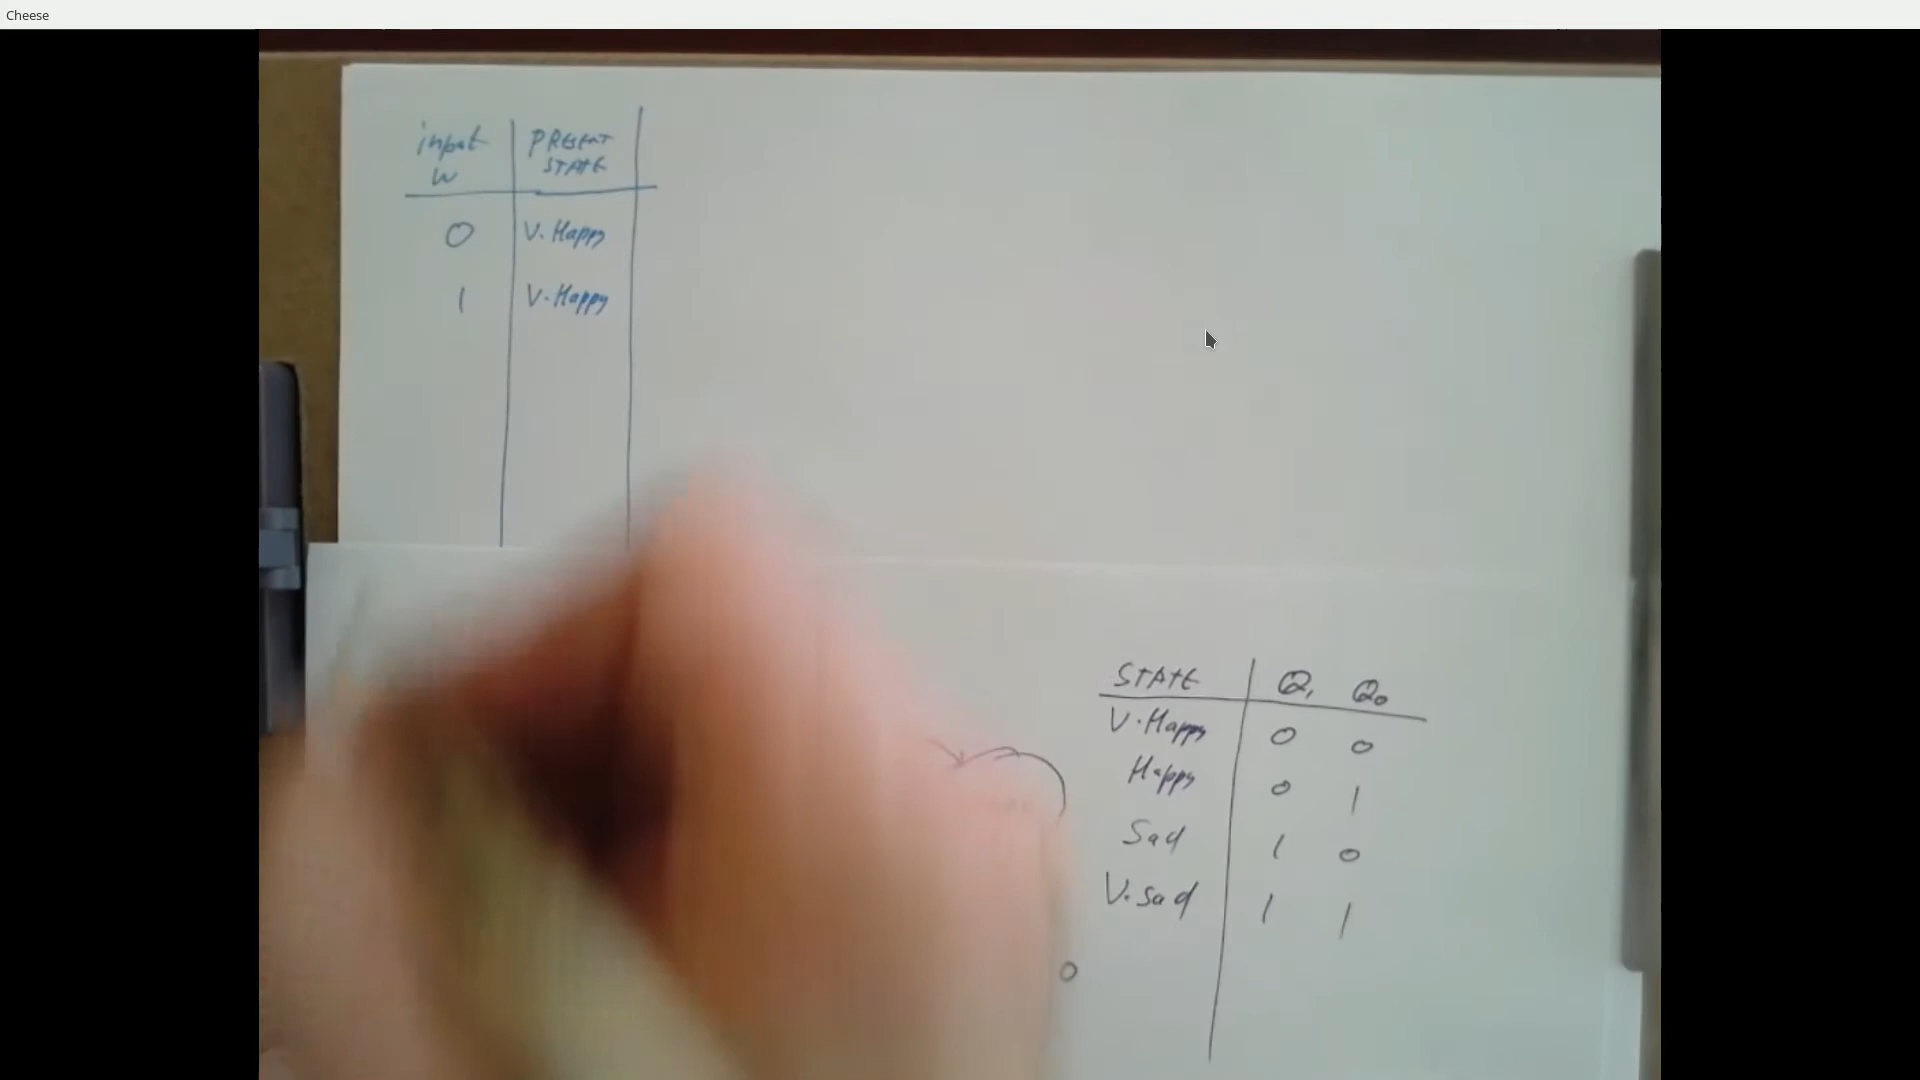 Cheese
input W | PRESENT STATE |
0 | V. Happy |
1 | V. Happy |
STATE | Q1 Q0
V. Happy | 0 0
Happy | 0 1
Sad | 1 0
V. Sad | 1 1
0